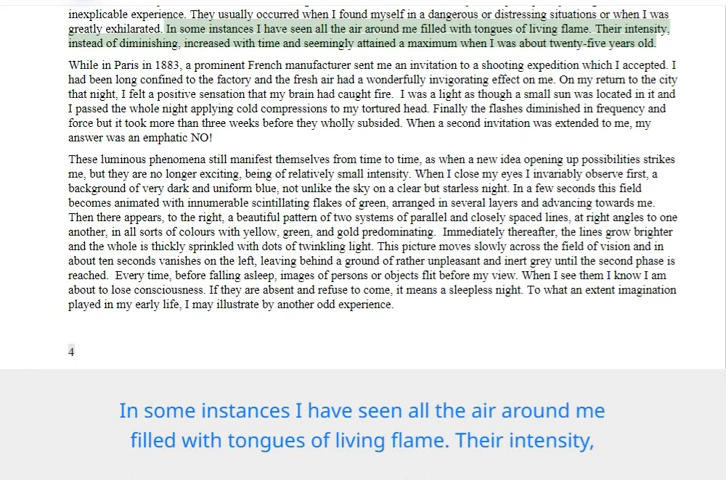 inexplicable experience. They usually occurred when I found myself in a dangerous or distressing situations or when I was
greatly exhilarated. In some instances I have seen all the air around me filled with tongues of living flame. Their intensity,
instead of diminishing, increased with time and seemingly attained a maximum when I was about twenty-five years old.
While in Paris in 1883, a prominent French manufacturer sent me an invitation to a shooting expedition which I accepted. I
had been long confined to the factory and the fresh air had a wonderfully invigorating effect on me. On my return to the city
that night, I felt a positive sensation that my brain had caught fire. I was a light as though a small sun was located in it and
I passed the whole night applying cold compressions to my tortured head. Finally the flashes diminished in frequency and
force but it took more than three weeks before they wholly subsided. When a second invitation was extended to me, my
answer was an emphatic NO!
These luminous phenomena still manifest themselves from time to time, as when a new idea opening up possibilities strikes
me, but they are no longer exciting, being of relatively small intensity. When I close my eyes I invariably observe first, a
background of very dark and uniform blue, not unlike the sky on a clear but starless night. In a few seconds this field
becomes animated with innumerable scintillating flakes of green, arranged in several layers and advancing towards me.
Then there appears, to the right, a beautiful pattern of two systems of parallel and closely spaced lines, at right angles to one
another, in all sorts of colours with yellow, green, and gold predominating. Immediately thereafter, the lines grow brighter
and the whole is thickly sprinkled with dots of twinkling light. This picture moves slowly across the field of vision and in
about ten seconds vanishes on the left, leaving behind a ground of rather unpleasant and inert grey until the second phase is
reached. Every time, before falling asleep, images of persons or objects flit before my view. When I see them I know I am
about to lose consciousness. If they are absent and refuse to come, it means a sleepless night. To what an extent imagination
played in my early life, I may illustrate by another odd experience.
4
In some instances I have seen all the air around me
filled with tongues of living flame. Their intensity,